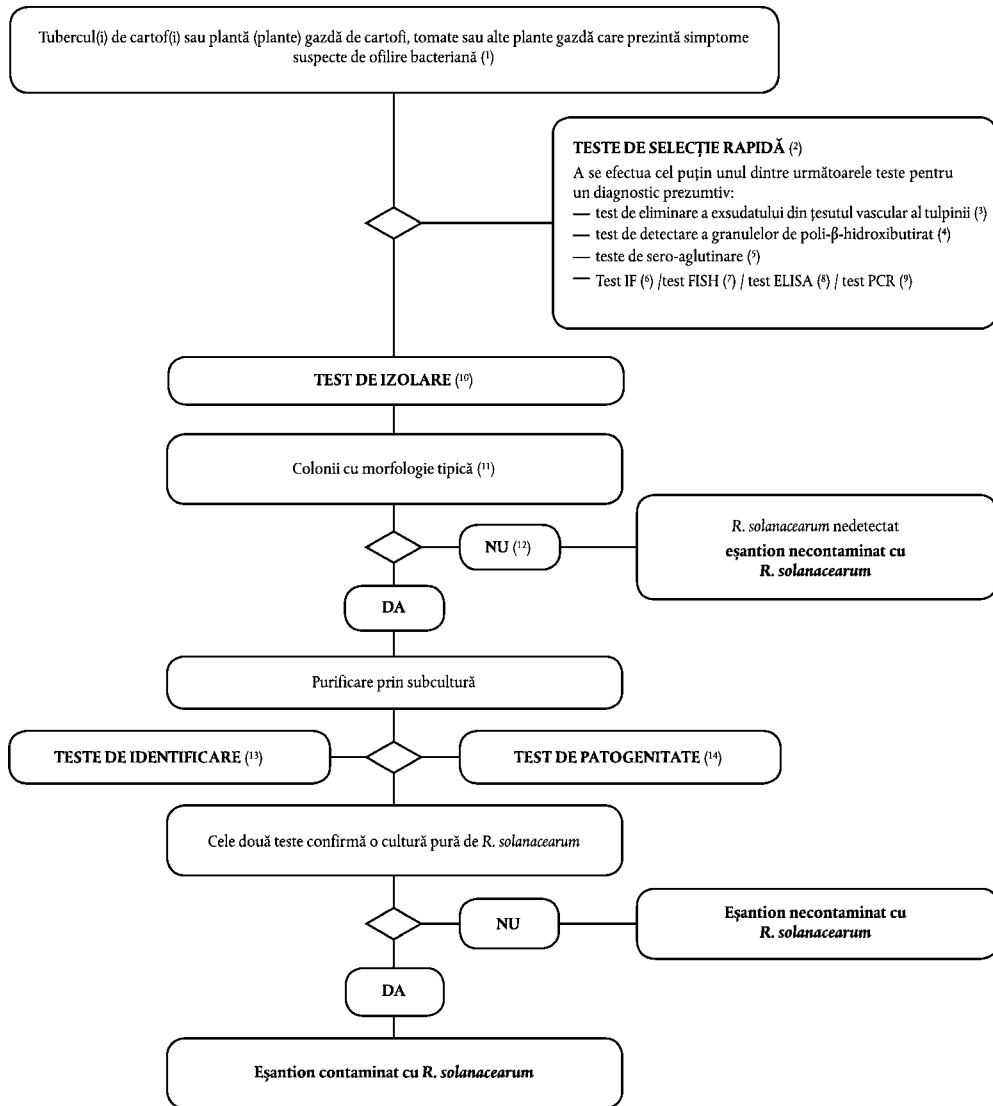 Tubercul(i) de cartof(i) sau plantă (plante) gazdă de cartofi, tomate sau alte plante gazdă care prezintă simptome
suspecte de ofilire bacteriană (¹)
TESTE DE SELECȚIE RAPIDĂ (²)
A se efectua cel puțin unul dintre următoarele teste pentru
un diagnostic prezumtiv:
— test de eliminare a exsudatului din țesutul vascular al tulpinii (³)
— test de detectare a granulelor de poli-β-hidroxibutirat (⁴)
— teste de sero-aglutinare (⁵)
— Test IF (⁶) /test FISH (⁷) / test ELISA (⁸) / test PCR (⁹)
TEST DE IZOLARE (¹⁰)
Colonii cu morfologie tipică (¹¹)
NU (¹²)
R. solanacearum nedetectat
eșantion necontaminat cu
R. solanacearum
DA
Purificare prin subcultură
TESTE DE IDENTIFICARE (¹³)
TEST DE PATOGENITATE (¹⁴)
Cele două teste confirmă o cultură pură de R. solanacearum
NU
Eșantion necontaminat cu
R. solanacearum
DA
Eșantion contaminat cu R. solanacearum